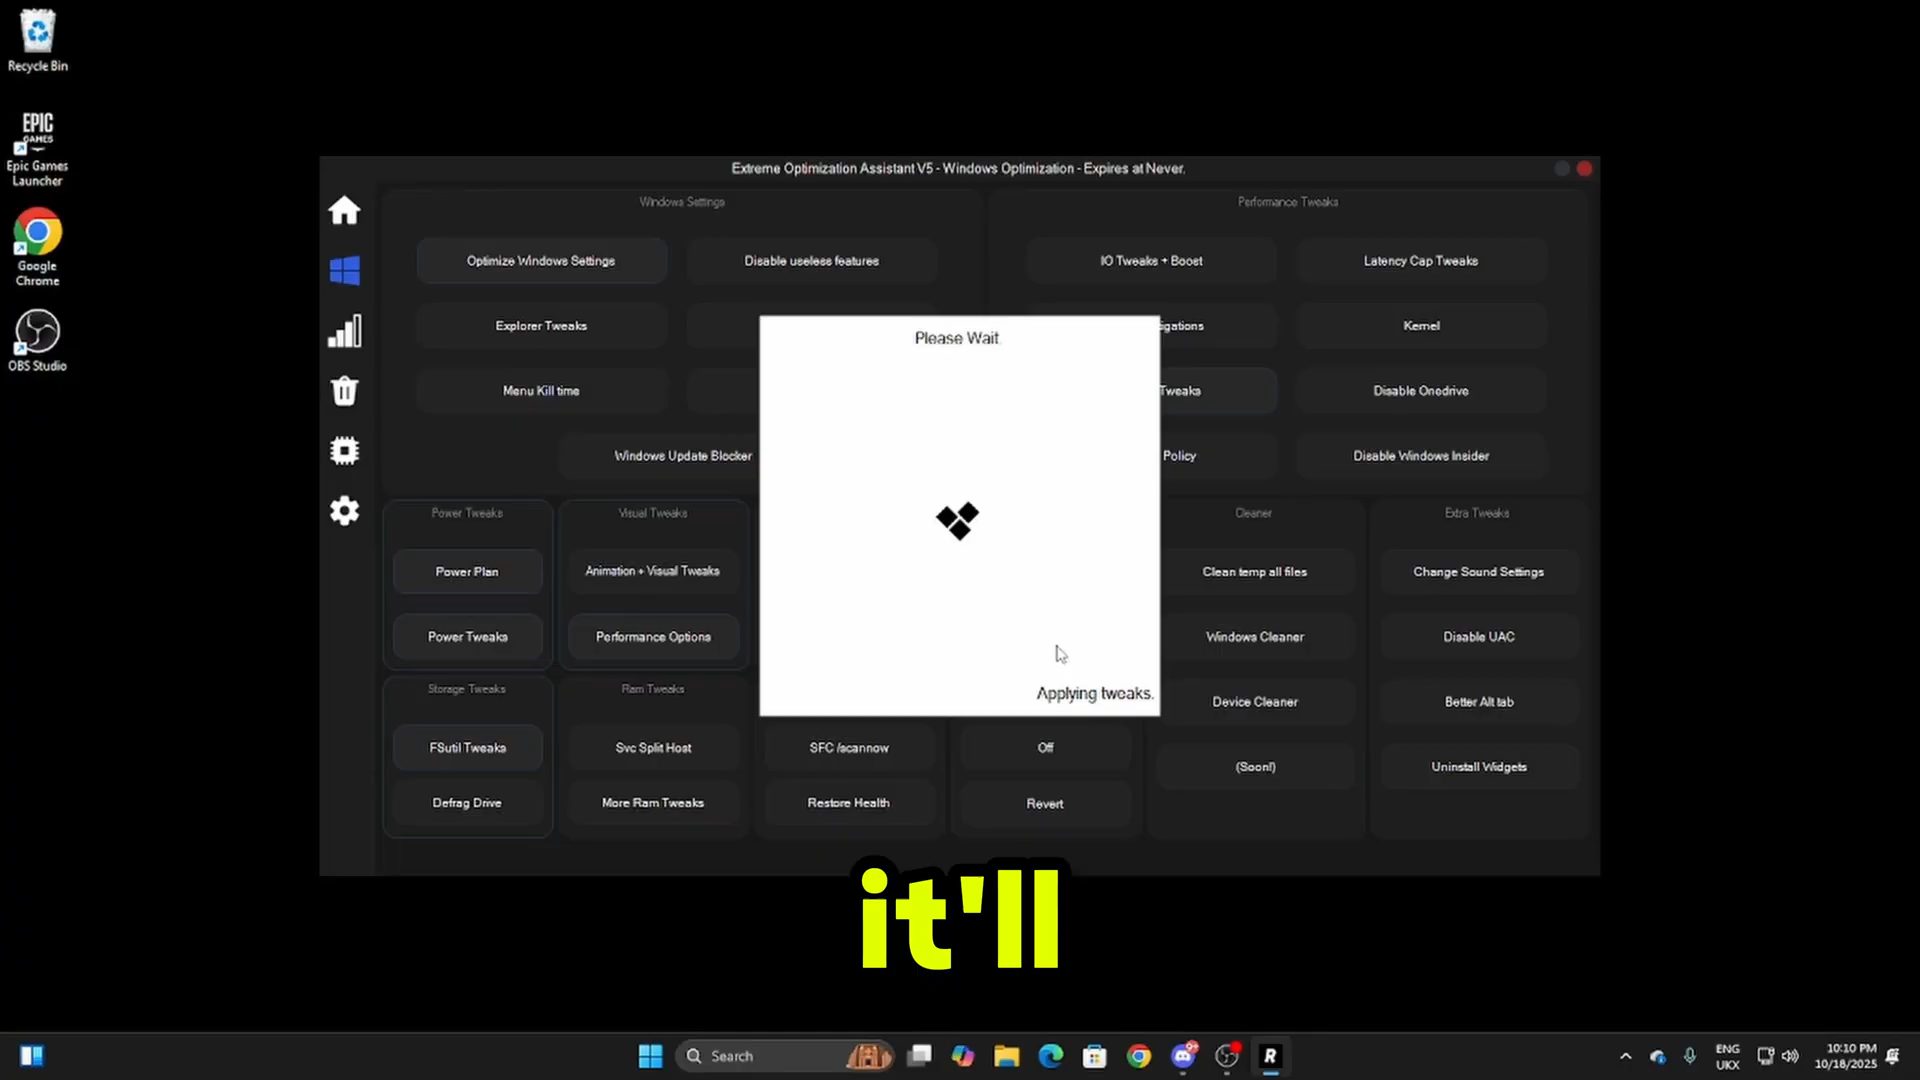 Recycle Bin
EPIC
GAMES
Epic Games
Launcher
Google
Chrome
OBS Studio
Extreme Optimization Assistant V5 - Windows Optimization - Expires at Never.
Windows Settings
Performance Tweaks
Optimize Windows Settings
Disable useless features
IO Tweaks + Boost
Latency Cap Tweaks
Explorer Tweaks
igations
Kernel
Menu Kill time
Tweaks
Disable Onedrive
Windows Update Blocker
Policy
Disable Windows Insider
Please Wait
Applying tweaks.
Power Tweaks
Visual Tweaks
Cleaner
Extra Tweaks
Power Plan
Animation + Visual Tweaks
Clean temp all files
Change Sound Settings
Power Tweaks
Performance Options
Windows Cleaner
Disable UAC
Storage Tweaks
Ram Tweaks
Device Cleaner
Better Alt tab
FSutil Tweaks
Svc Split Host
SFC /scannow
Off
(Soon!)
Uninstall Widgets
Defrag Drive
More Ram Tweaks
Restore Health
Revert
it'll
Search
R
ENG
UKX
10:10 PM
10/18/2025